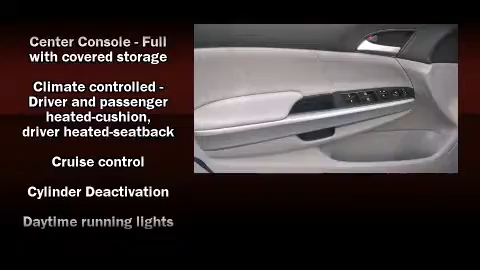 Center Console - Full
with covered storage
Climate controlled -
Driver and passenger
heated-cushion,
driver heated-seatback
Cruise control
Cylinder Deactivation
Daytime running lights